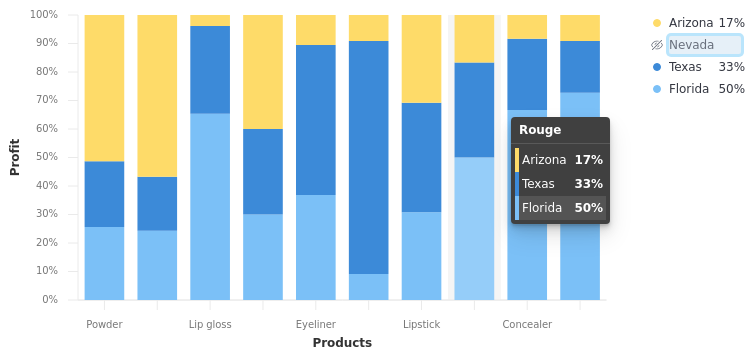 Profit
100%
90%
80%
70%
60%
50%
40%
30%
20%
10%
0%
Powder
Lip gloss
Eyeliner
Lipstick
Concealer
Products
Rouge
Arizona 17%
Texas 33%
Florida 50%
Arizona 17%
Nevada
Texas 33%
Florida 50%